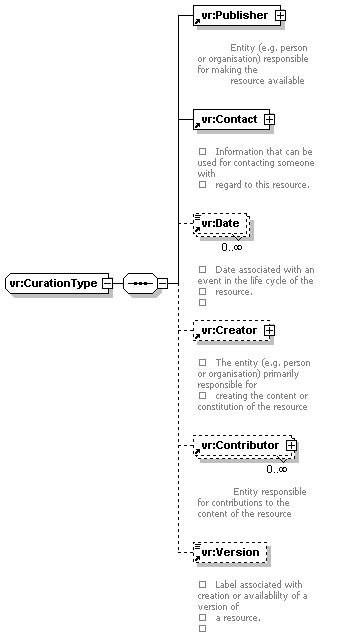 vr:Publisher
Entity (e.g. person
or organisation) responsible
for making the
resource available
vr:Contact
Information that can be
used for contacting someone
with
regard to this resource.
vr:Date
0..∞
Date associated with an
event in the life cycle of the
resource.
vr:CurationType
vr:Creator
The entity (e.g. person
or organisation) primarily
responsible for
creating the content or
constitution of the resource
vr:Contributor
0..∞
Entity responsible
for contributions to the
content of the resource
vr:Version
Label associated with
creation or availablilty of a
version of
a resource.